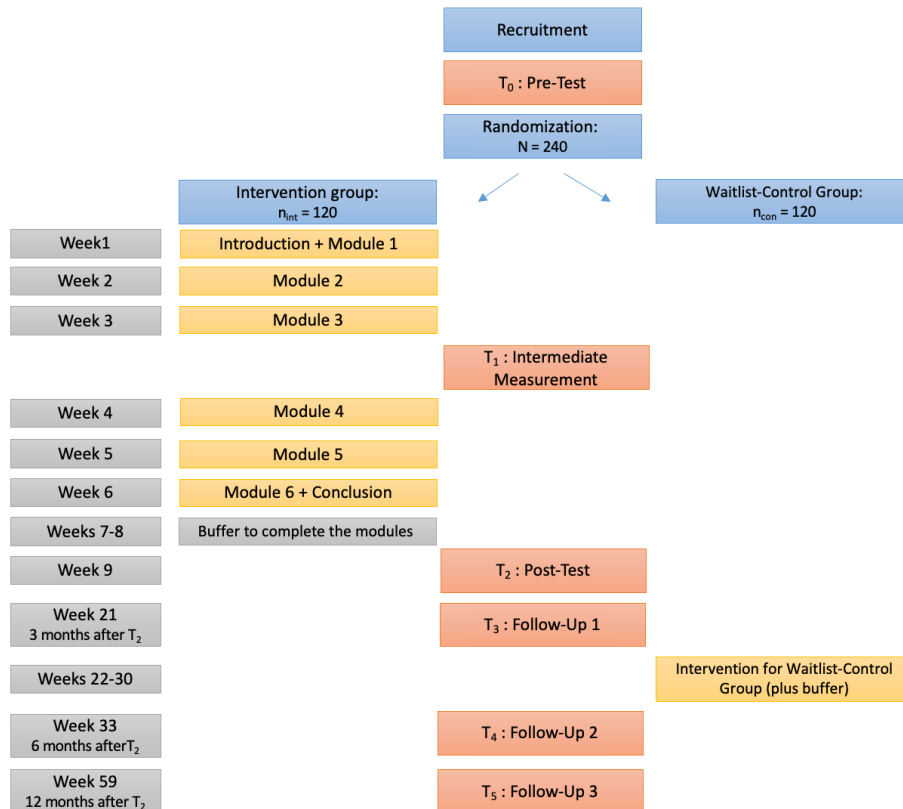 Recruitment
T₀ : Pre-Test
Randomization:
N = 240
Intervention group:
nᵢₙₜ = 120
Waitlist-Control Group:
n꜀ₒₙ = 120
Week1
Introduction + Module 1
Week 2
Module 2
Week 3
Module 3
T₁ : Intermediate
Measurement
Week 4
Module 4
Week 5
Module 5
Week 6
Module 6 + Conclusion
Weeks 7-8
Buffer to complete the modules
Week 9
T₂ : Post-Test
Week 21
3 months after T₂
T₃ : Follow-Up 1
Weeks 22-30
Intervention for Waitlist-Control
Group (plus buffer)
Week 33
6 months afterT₂
T₄ : Follow-Up 2
Week 59
12 months after T₂
T₅ : Follow-Up 3